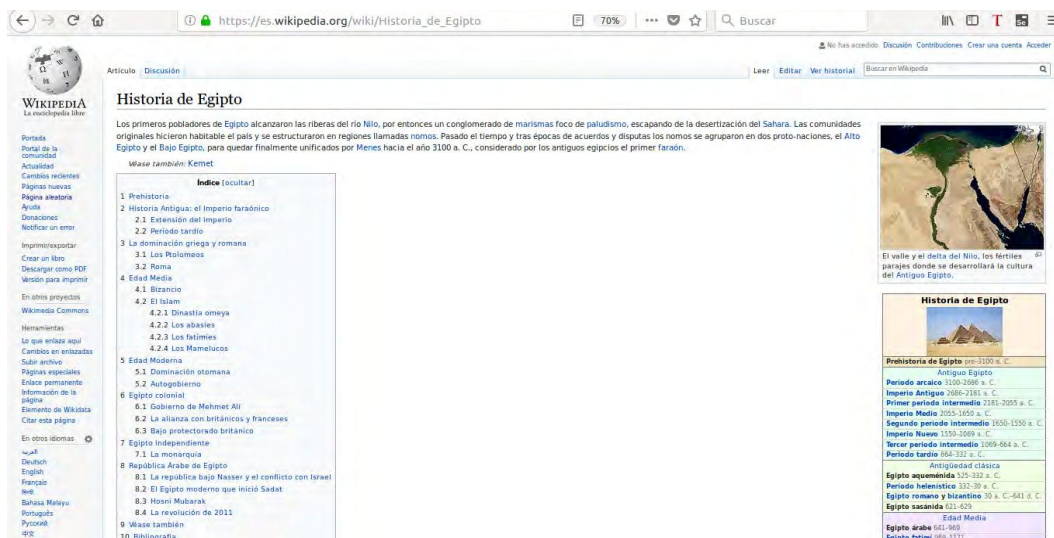 https://es.wikipedia.org/wiki/Historia_de_Egipto
70%
Buscar
No has accedido Discusión Contribuciones Crear una cuenta Acceder
Artículo Discusión
Leer Editar Ver historial
Buscar en Wikipedia
WIKIPEDIA
La enciclopedia libre
Portada
Portal de la
comunidad
Actualidad
Cambios recientes
Páginas nuevas
Página aleatoria
Ayuda
Donaciones
Notificar un error
Imprimir/exportar
Crear un libro
Descargar como PDF
Versión para imprimir
En otros proyectos
Wikimedia Commons
Herramientas
Lo que enlaza aquí
Cambios en enlazadas
Subir archivo
Páginas especiales
Enlace permanente
Información de la
página
Elemento de Wikidata
Citar esta página
En otros idiomas
العربية
Deutsch
English
Français
हिन्दी
Bahasa Melayu
Português
Русский
中文
Historia de Egipto
Los primeros pobladores de Egipto alcanzaron las riberas del río Nilo, por entonces un conglomerado de marismas foco de paludismo, escapando de la desertización del Sahara. Las comunidades
originales hicieron habitable el país y se estructuraron en regiones llamadas nomos. Pasado el tiempo y tras épocas de acuerdos y disputas los nomos se agruparon en dos proto-naciones, el Alto
Egipto y el Bajo Egipto, para quedar finalmente unificados por Menes hacia el año 3100 a. C., considerado por los antiguos egipcios el primer faraón.
Véase también: Kemet
Índice [ocultar]
1 Prehistoria
2 Historia Antigua: el Imperio faraónico
2.1 Extensión del Imperio
2.2 Periodo tardío
3 La dominación griega y romana
3.1 Los Ptolomeos
3.2 Roma
4 Edad Media
4.1 Bizancio
4.2 El Islam
4.2.1 Dinastía omeya
4.2.2 Los abasíes
4.2.3 Los fatimíes
4.2.4 Los Mamelucos
5 Edad Moderna
5.1 Dominación otomana
5.2 Autogobierno
6 Egipto colonial
6.1 Gobierno de Mehmet Alí
6.2 La alianza con británicos y franceses
6.3 Bajo protectorado británico
7 Egipto Independiente
7.1 La monarquía
8 República Árabe de Egipto
8.1 La república bajo Nasser y el conflicto con Israel
8.2 El Egipto moderno que inició Sadat
8.3 Hosni Mubarak
8.4 La revolución de 2011
9 Véase también
10 Bibliografía
El valle y el delta del Nilo, los fértiles
parajes donde se desarrollará la cultura
del Antiguo Egipto.
Historia de Egipto
Prehistoria de Egipto pre-3100 a. C.
Antiguo Egipto
Periodo arcaico 3100-2686 a. C.
Imperio Antiguo 2686-2181 a. C.
Primer periodo intermedio 2181-2055 a. C.
Imperio Medio 2055-1650 a. C.
Segundo periodo intermedio 1650-1550 a. C.
Imperio Nuevo 1550-1069 a. C.
Tercer periodo intermedio 1069-664 a. C.
Periodo tardío 664-332 a. C.
Antigüedad clásica
Egipto aqueménida 525-332 a. C.
Periodo helenístico 332-30 a. C.
Egipto romano y bizantino 30 a. C.-641 d. C.
Egipto sasánida 621-629
Edad Media
Egipto árabe 641-969
Egipto fatimí 969-1171